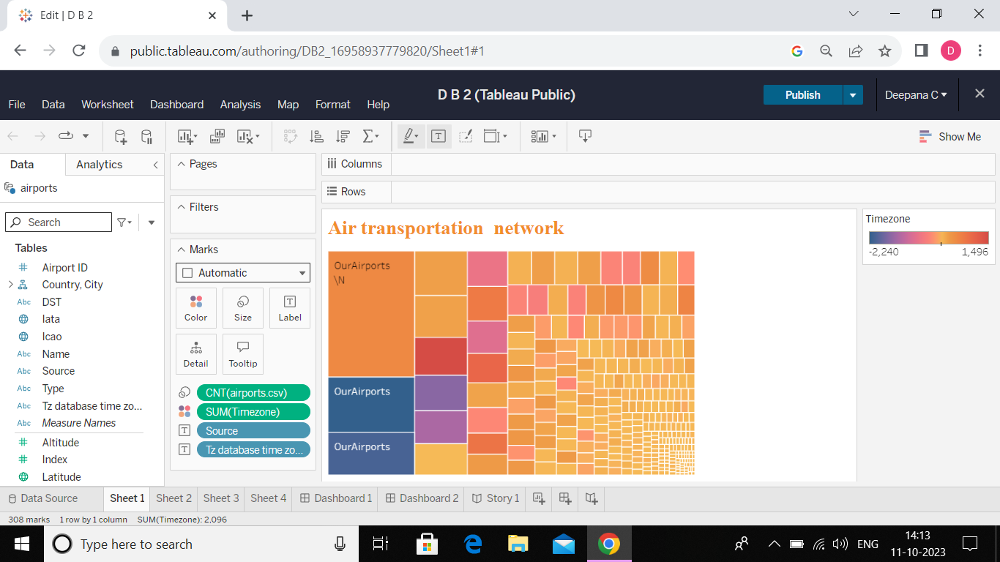 Edit | D B 2
public.tableau.com/authoring/DB2_16958937779820/Sheet1#1
D
File Data Worksheet Dashboard Analysis Map Format Help
D B 2 (Tableau Public)
Publish
Deepana C
Show Me
Data
Analytics
airports
Search
Tables
Airport ID
Country, City
Abc DST
Iata
Icao
Abc Name
Abc Source
Abc Type
Abc Tz database time zo...
Abc Measure Names
Altitude
Index
Latitude
Pages
Filters
Marks
Automatic
Color
Size
Label
Detail
Tooltip
CNT(airports.csv)
SUM(Timezone)
Source
Tz database time zo...
Columns
Rows
Air transportation  network
OurAirports
\N
OurAirports
OurAirports
Timezone
-2,240 1,496
Data Source
Sheet 1
Sheet 2
Sheet 3
Sheet 4
Dashboard 1
Dashboard 2
Story 1
308 marks 1 row by 1 column SUM(Timezone): 2,096
Type here to search
ENG
14:13
11-10-2023